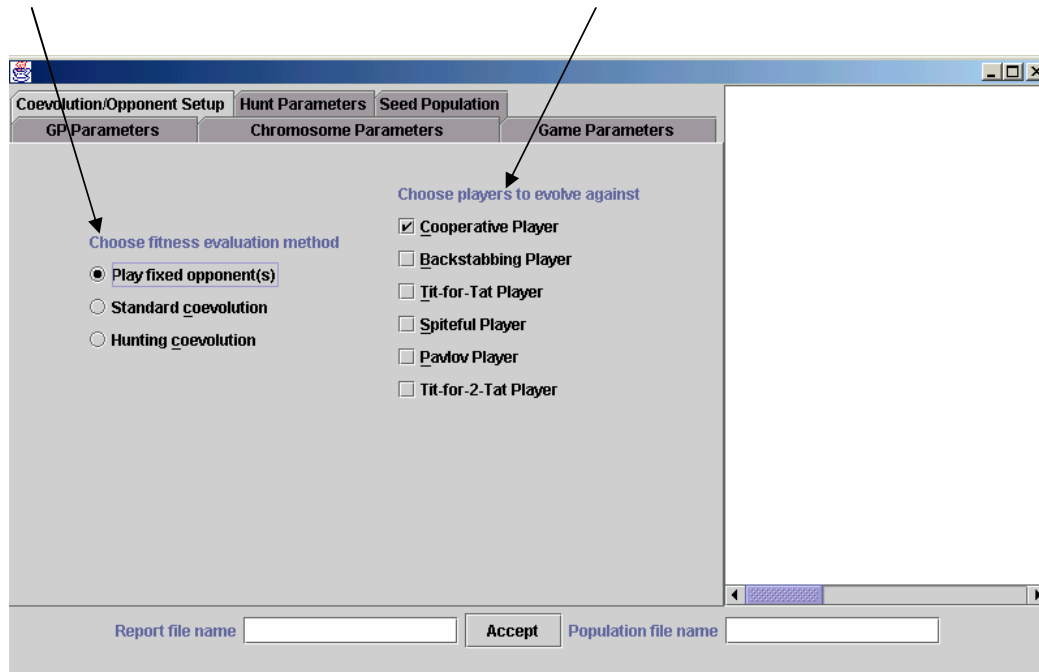 Coevolution/Opponent Setup Hunt Parameters Seed Population
GP Parameters Chromosome Parameters Game Parameters
Choose fitness evaluation method
Play fixed opponent(s)
Standard coevolution
Hunting coevolution
Choose players to evolve against
Cooperative Player
Backstabbing Player
Tit-for-Tat Player
Spiteful Player
Pavlov Player
Tit-for-2-Tat Player
Report file name Accept Population file name